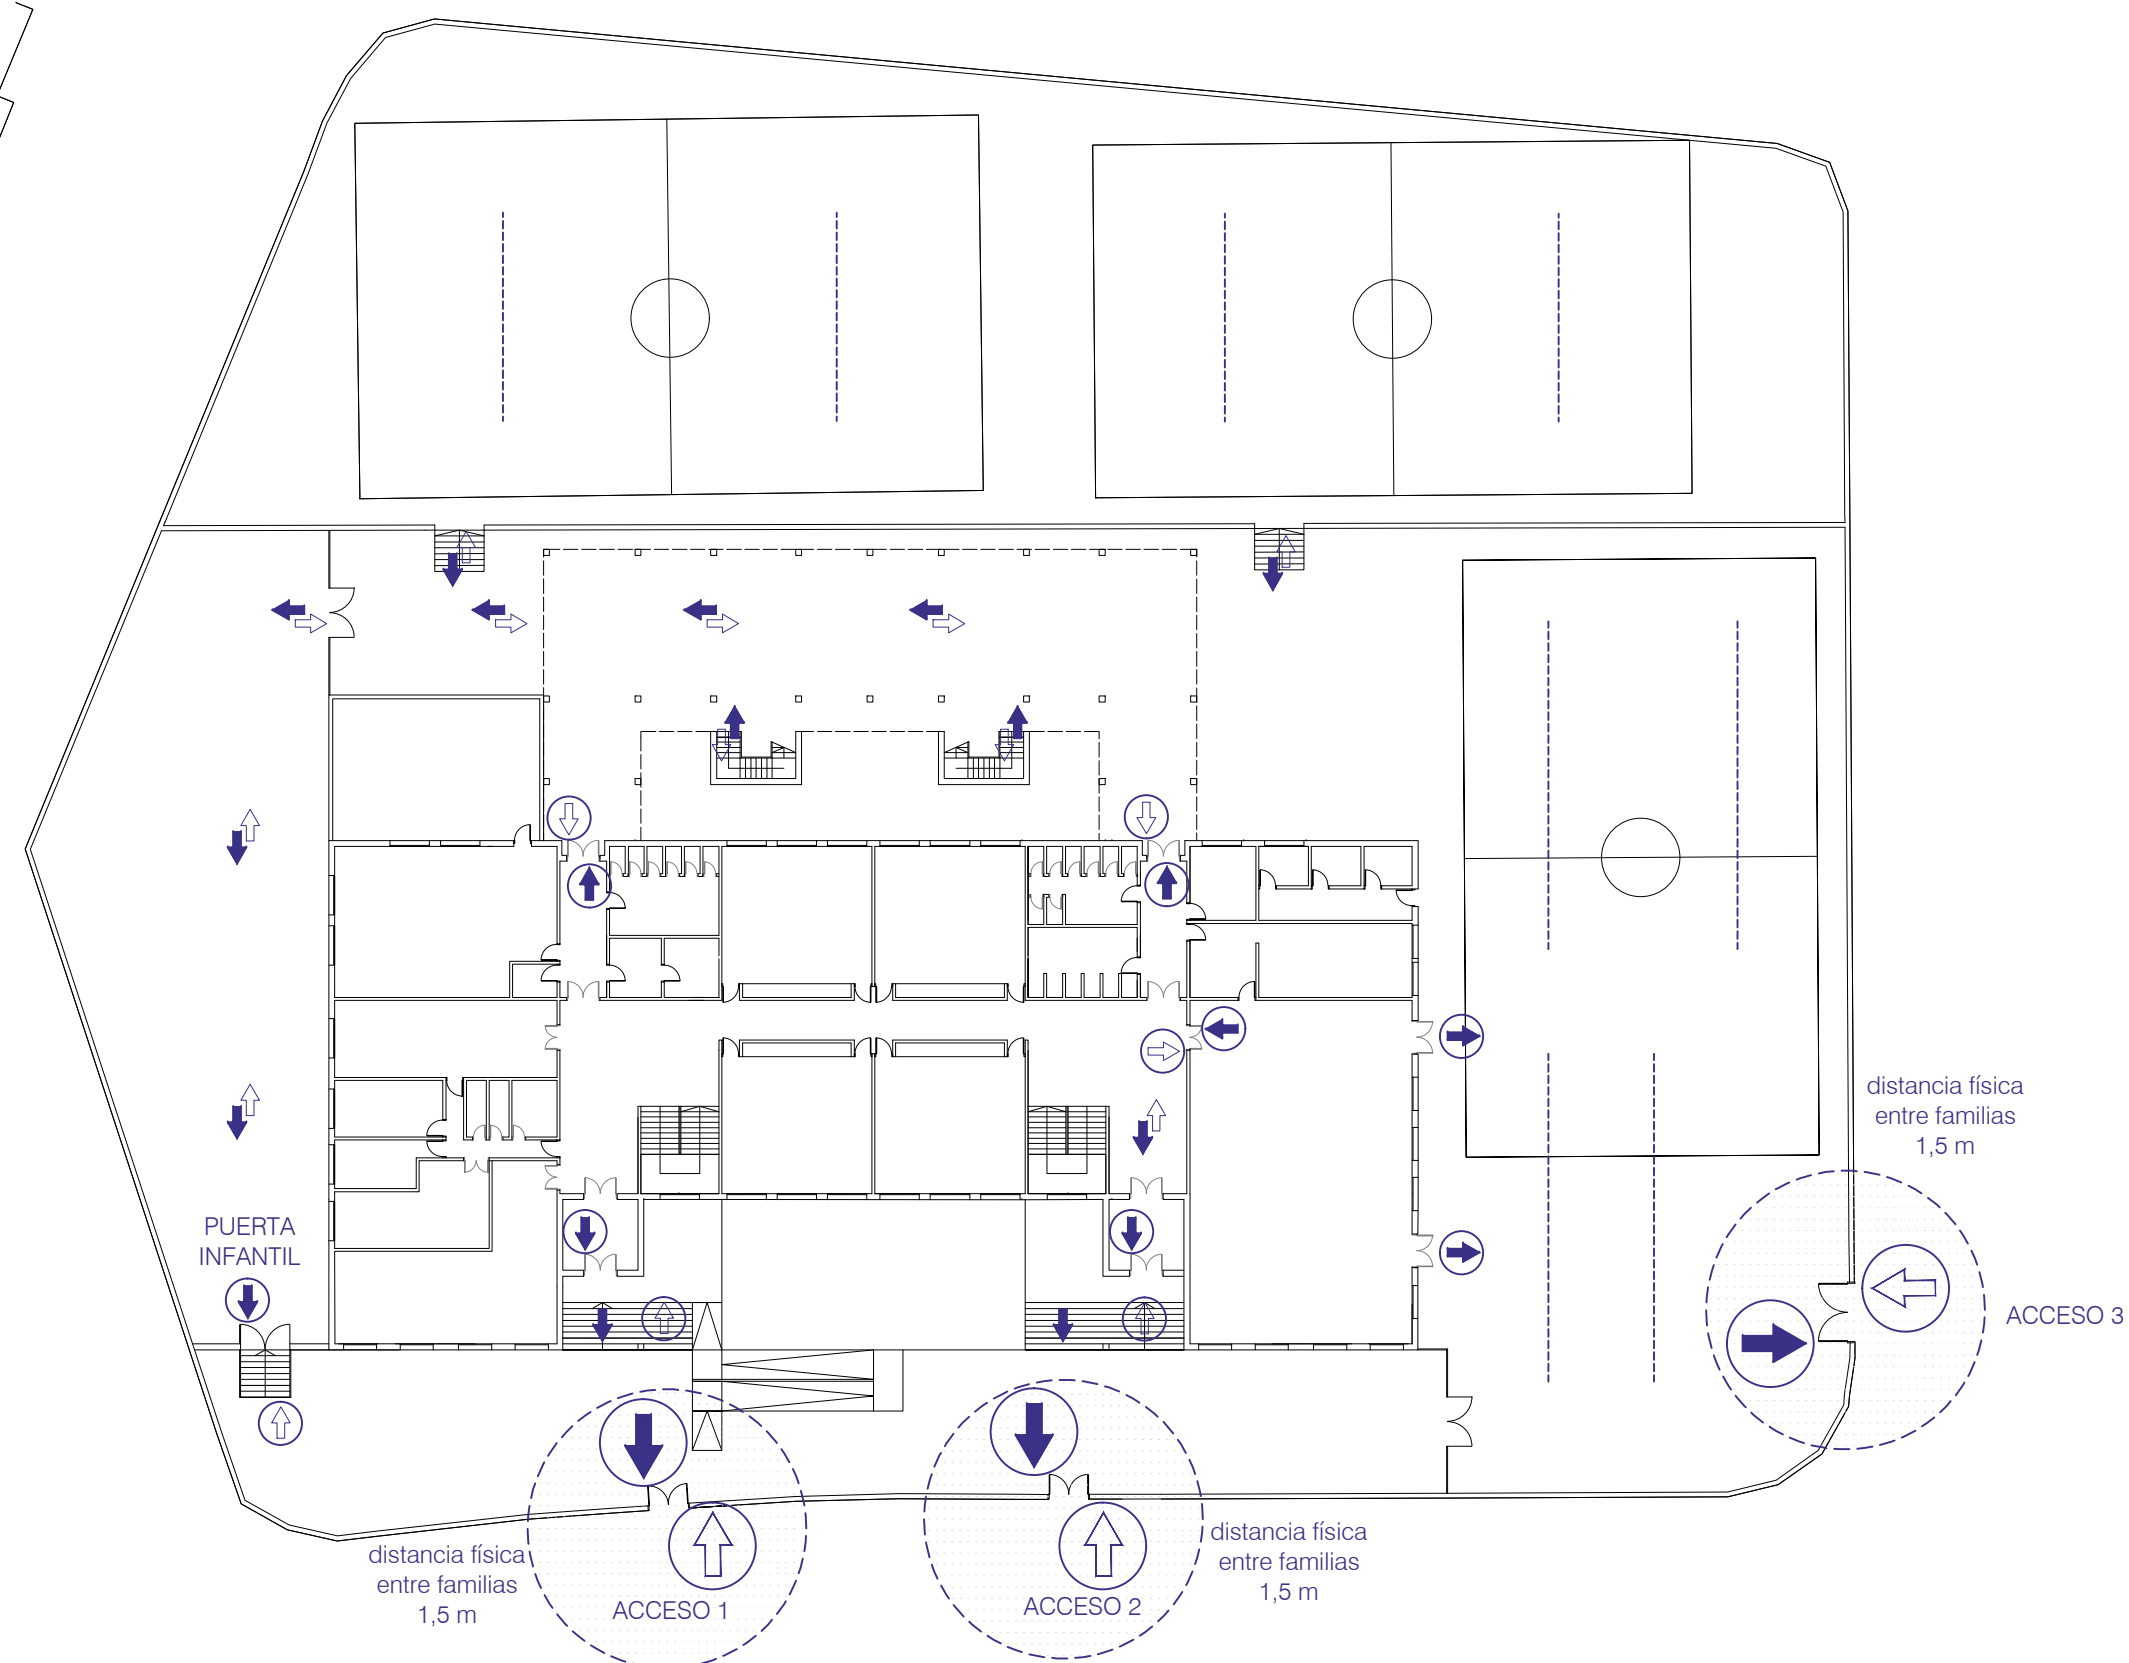 distancia física
entre familias
1,5 m
PUERTA
INFANTIL
ACCESO 3
distancia física
entre familias
1,5 m
ACCESO 1
ACCESO 2
distancia física
entre familias
1,5 m